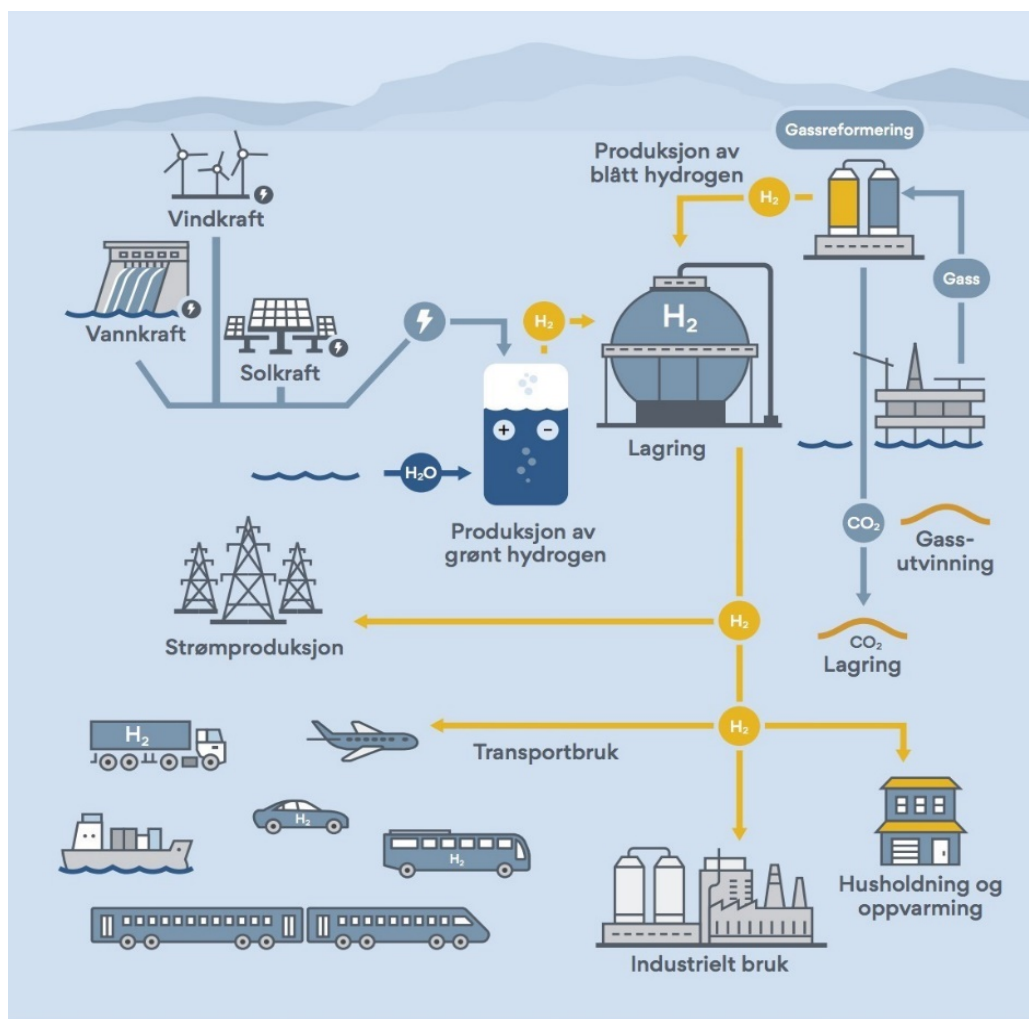 Gassreformering
Produksjon av
blått hydrogen
H₂
Vindkraft
Gass
Vannkraft
Solkraft
H₂
H₂
Lagring
H₂O
Produksjon av
grønt hydrogen
CO₂
Gass-
utvinning
Strømproduksjon
H₂
CO₂
Lagring
H₂
Transportbruk
H₂
H₂
H₂
Husholdning og
oppvarming
Industrielt bruk